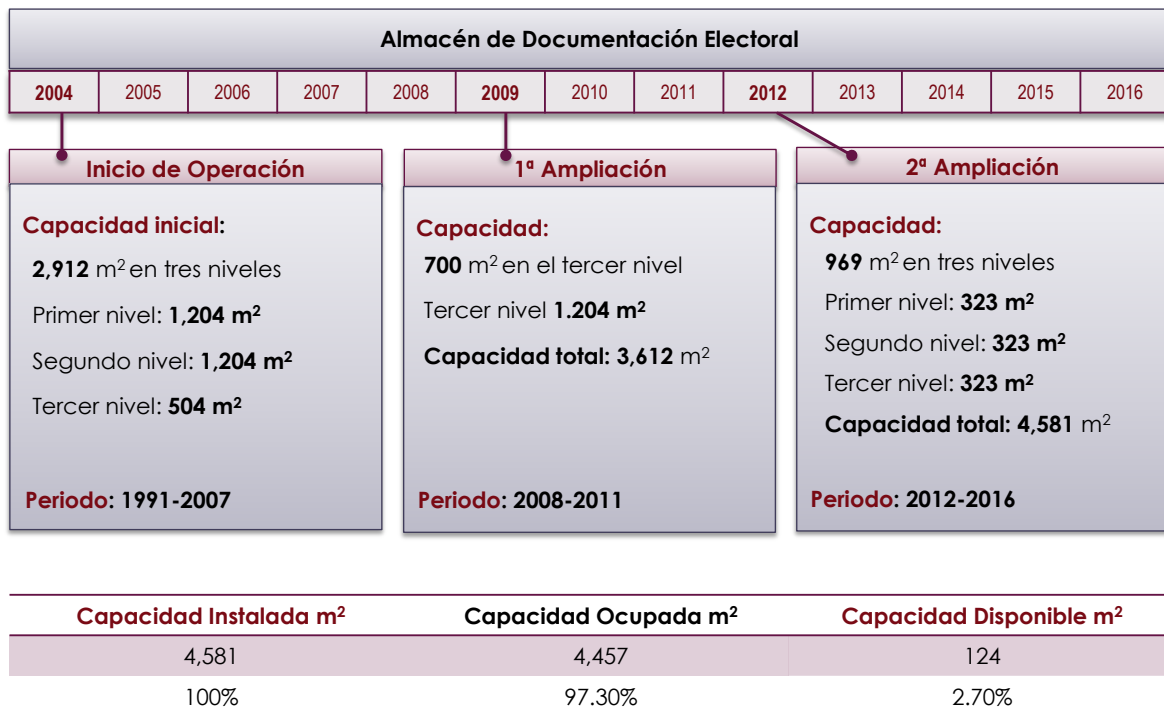 Almacén de Documentación Electoral
2004 2005 2006 2007 2008 2009 2010 2011 2012 2013 2014 2015 2016
Inicio de Operación
Capacidad inicial:
2,912 m² en tres niveles
Primer nivel: 1,204 m²
Segundo nivel: 1,204 m²
Tercer nivel: 504 m²
Periodo: 1991-2007
1ª Ampliación
Capacidad:
700 m² en el tercer nivel
Tercer nivel 1.204 m²
Capacidad total: 3,612 m²
Periodo: 2008-2011
2ª Ampliación
Capacidad:
969 m² en tres niveles
Primer nivel: 323 m²
Segundo nivel: 323 m²
Tercer nivel: 323 m²
Capacidad total: 4,581 m²
Periodo: 2012-2016
Capacidad Instalada m² Capacidad Ocupada m² Capacidad Disponible m²
4,581 4,457 124
100% 97.30% 2.70%